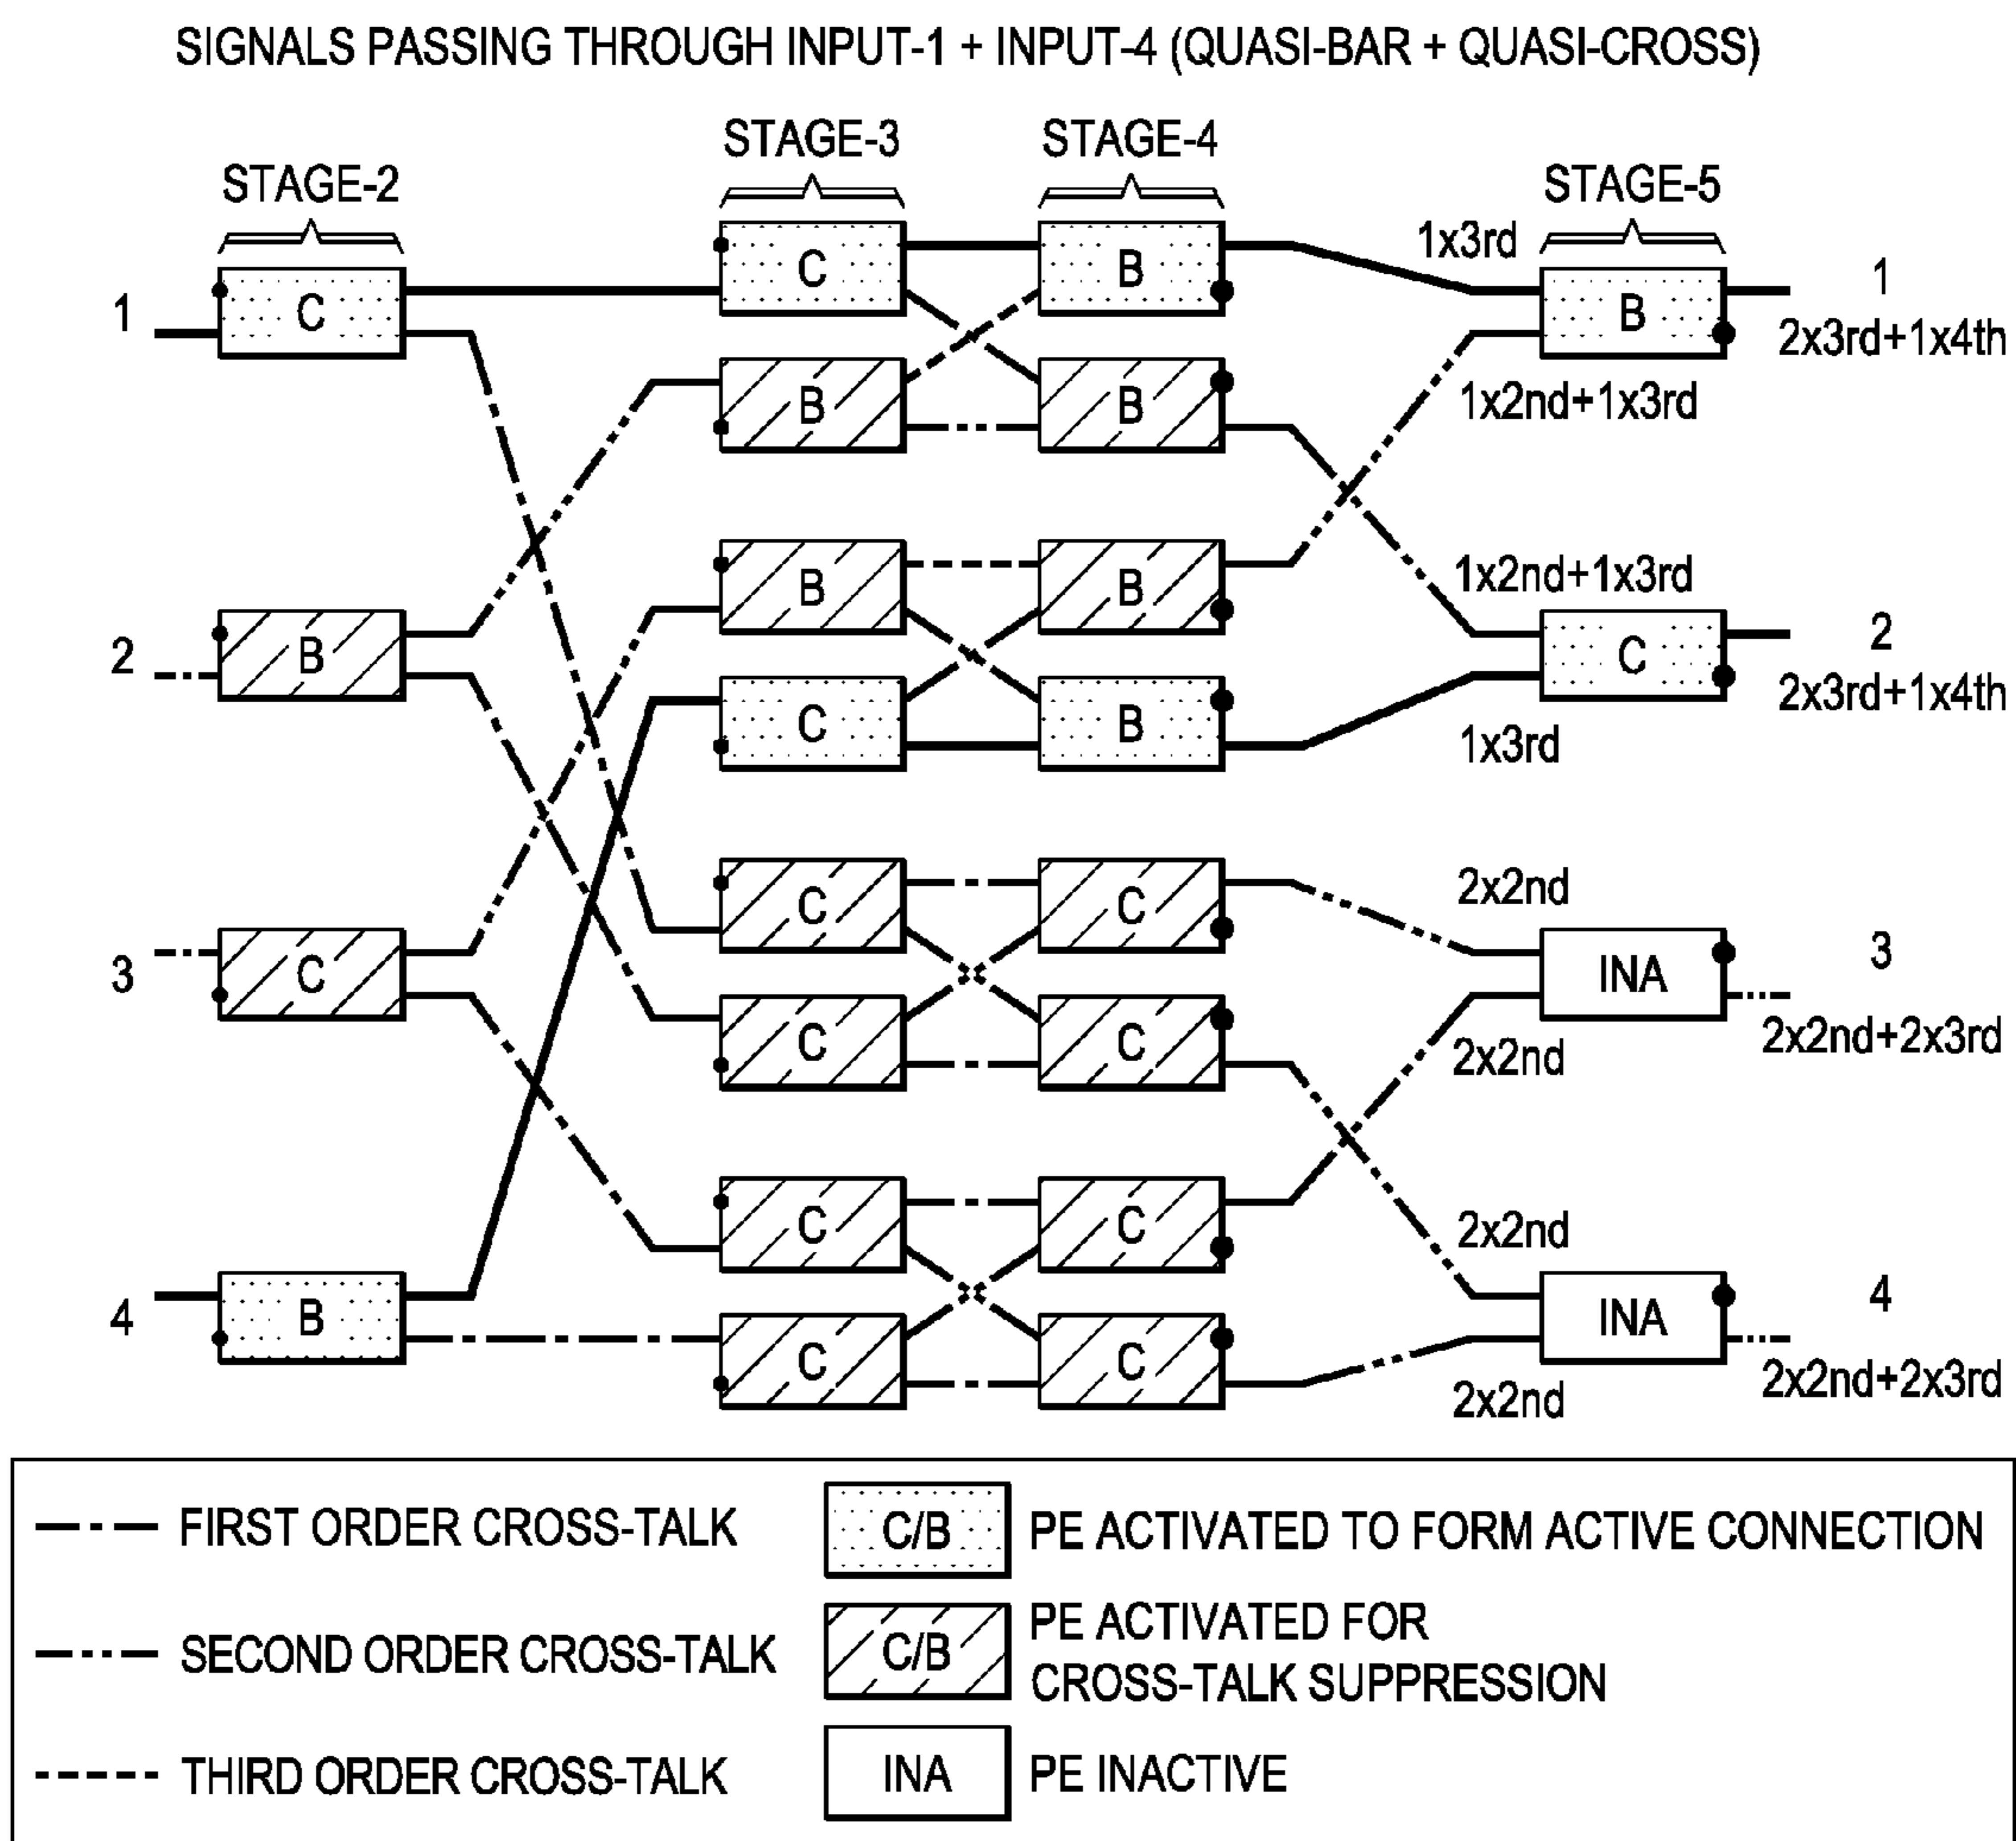 SIGNALS PASSING THROUGH INPUT-1 + INPUT-4 (QUASI-BAR + QUASI-CROSS)
STAGE-2
STAGE-3
STAGE-4
STAGE-5
1
C
C
B
1x3rd
B
1
2x3rd+1x4th
B
B
1x2nd+1x3rd
2
B
B
B
1x2nd+1x3rd
C
2
2x3rd+1x4th
C
B
1x3rd
3
C
C
C
2x2nd
INA
3
2x2nd+2x3rd
C
C
2x2nd
4
B
C
C
2x2nd
INA
4
2x2nd+2x3rd
C
C
2x2nd
FIRST ORDER CROSS-TALK
C/B
PE ACTIVATED TO FORM ACTIVE CONNECTION
SECOND ORDER CROSS-TALK
C/B
PE ACTIVATED FOR
CROSS-TALK SUPPRESSION
THIRD ORDER CROSS-TALK
INA
PE INACTIVE